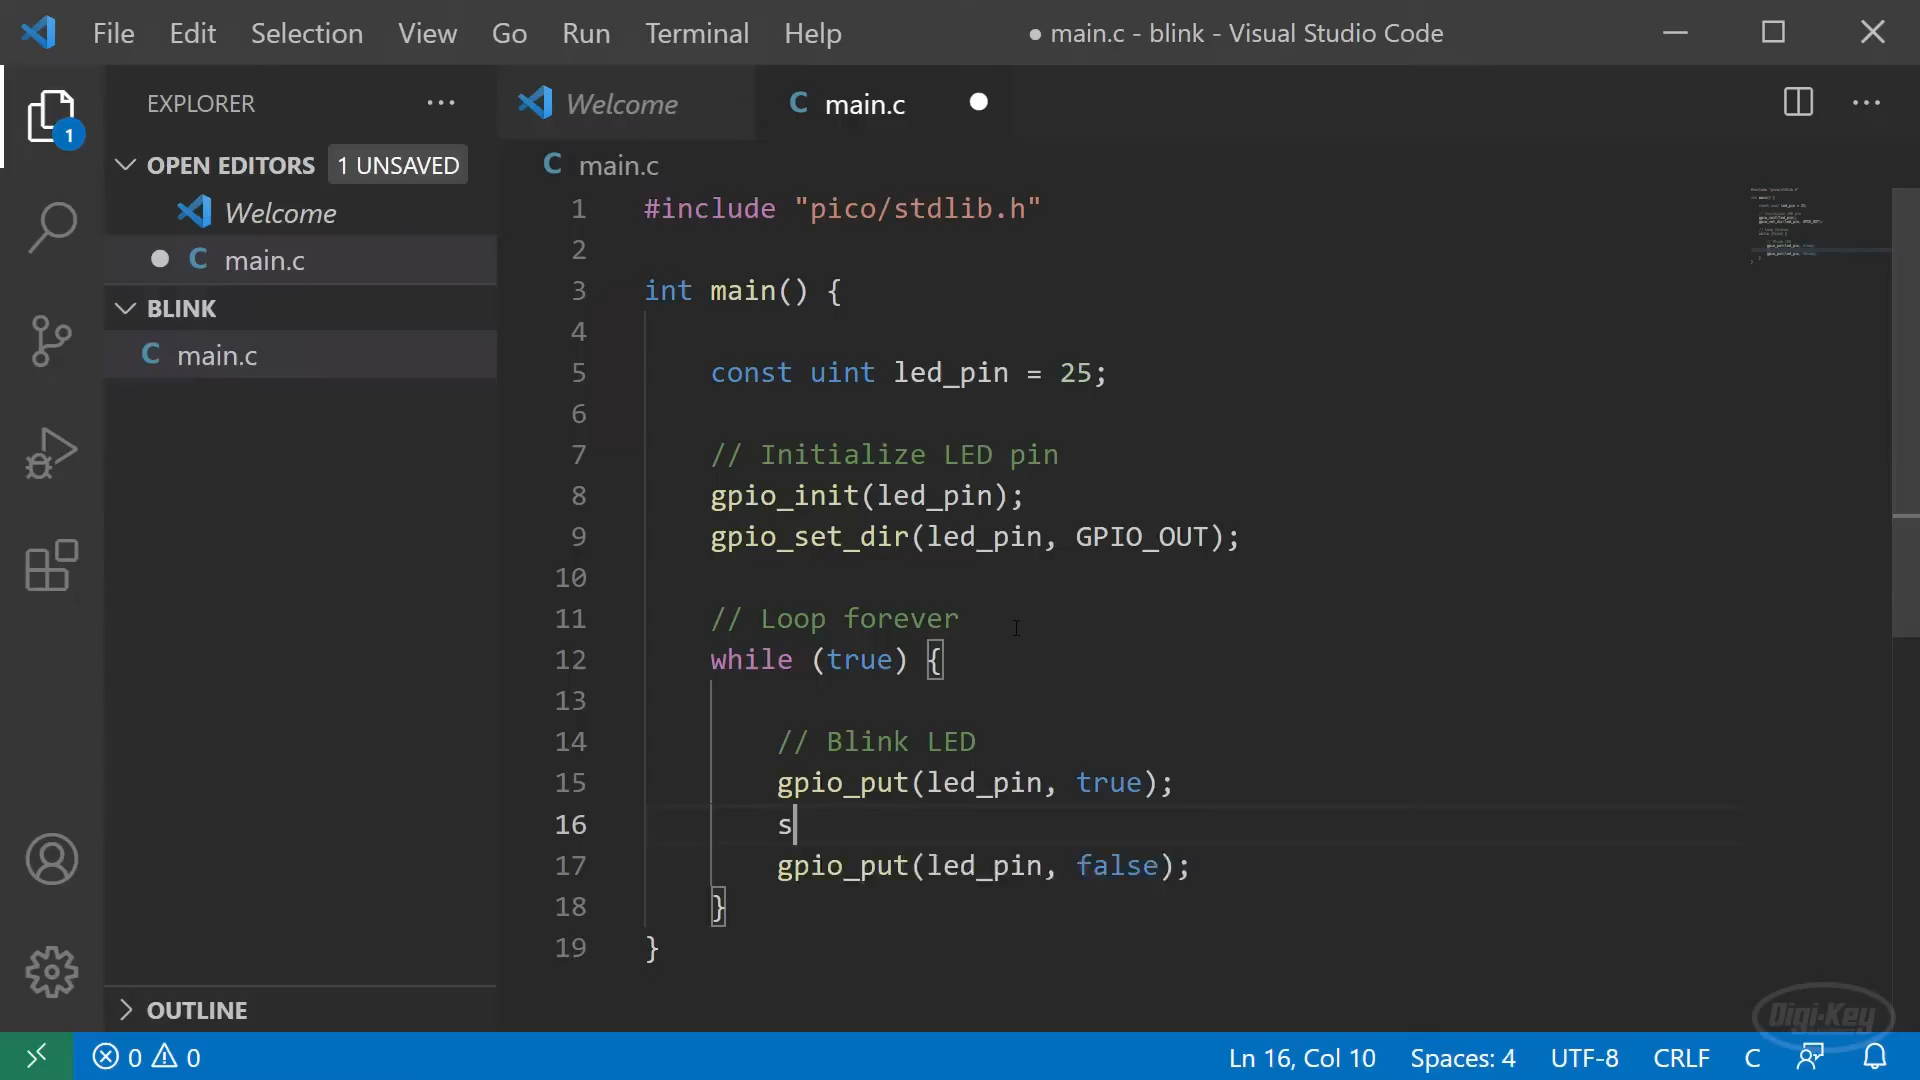 File Edit Selection View Go Run Terminal Help
● main.c - blink - Visual Studio Code
EXPLORER
1
OPEN EDITORS 1 UNSAVED
Welcome
main.c
BLINK
main.c
OUTLINE
Welcome
C main.c
C main.c
1 #include "pico/stdlib.h"
2
3 int main() {
4
5 const uint led_pin = 25;
6
7 // Initialize LED pin
8 gpio_init(led_pin);
9 gpio_set_dir(led_pin, GPIO_OUT);
10
11 // Loop forever
12 while (true) {
13
14 // Blink LED
15 gpio_put(led_pin, true);
16 s
17 gpio_put(led_pin, false);
18 }
19 }
Digi-Key
0 0
Ln 16, Col 10 Spaces: 4 UTF-8 CRLF C